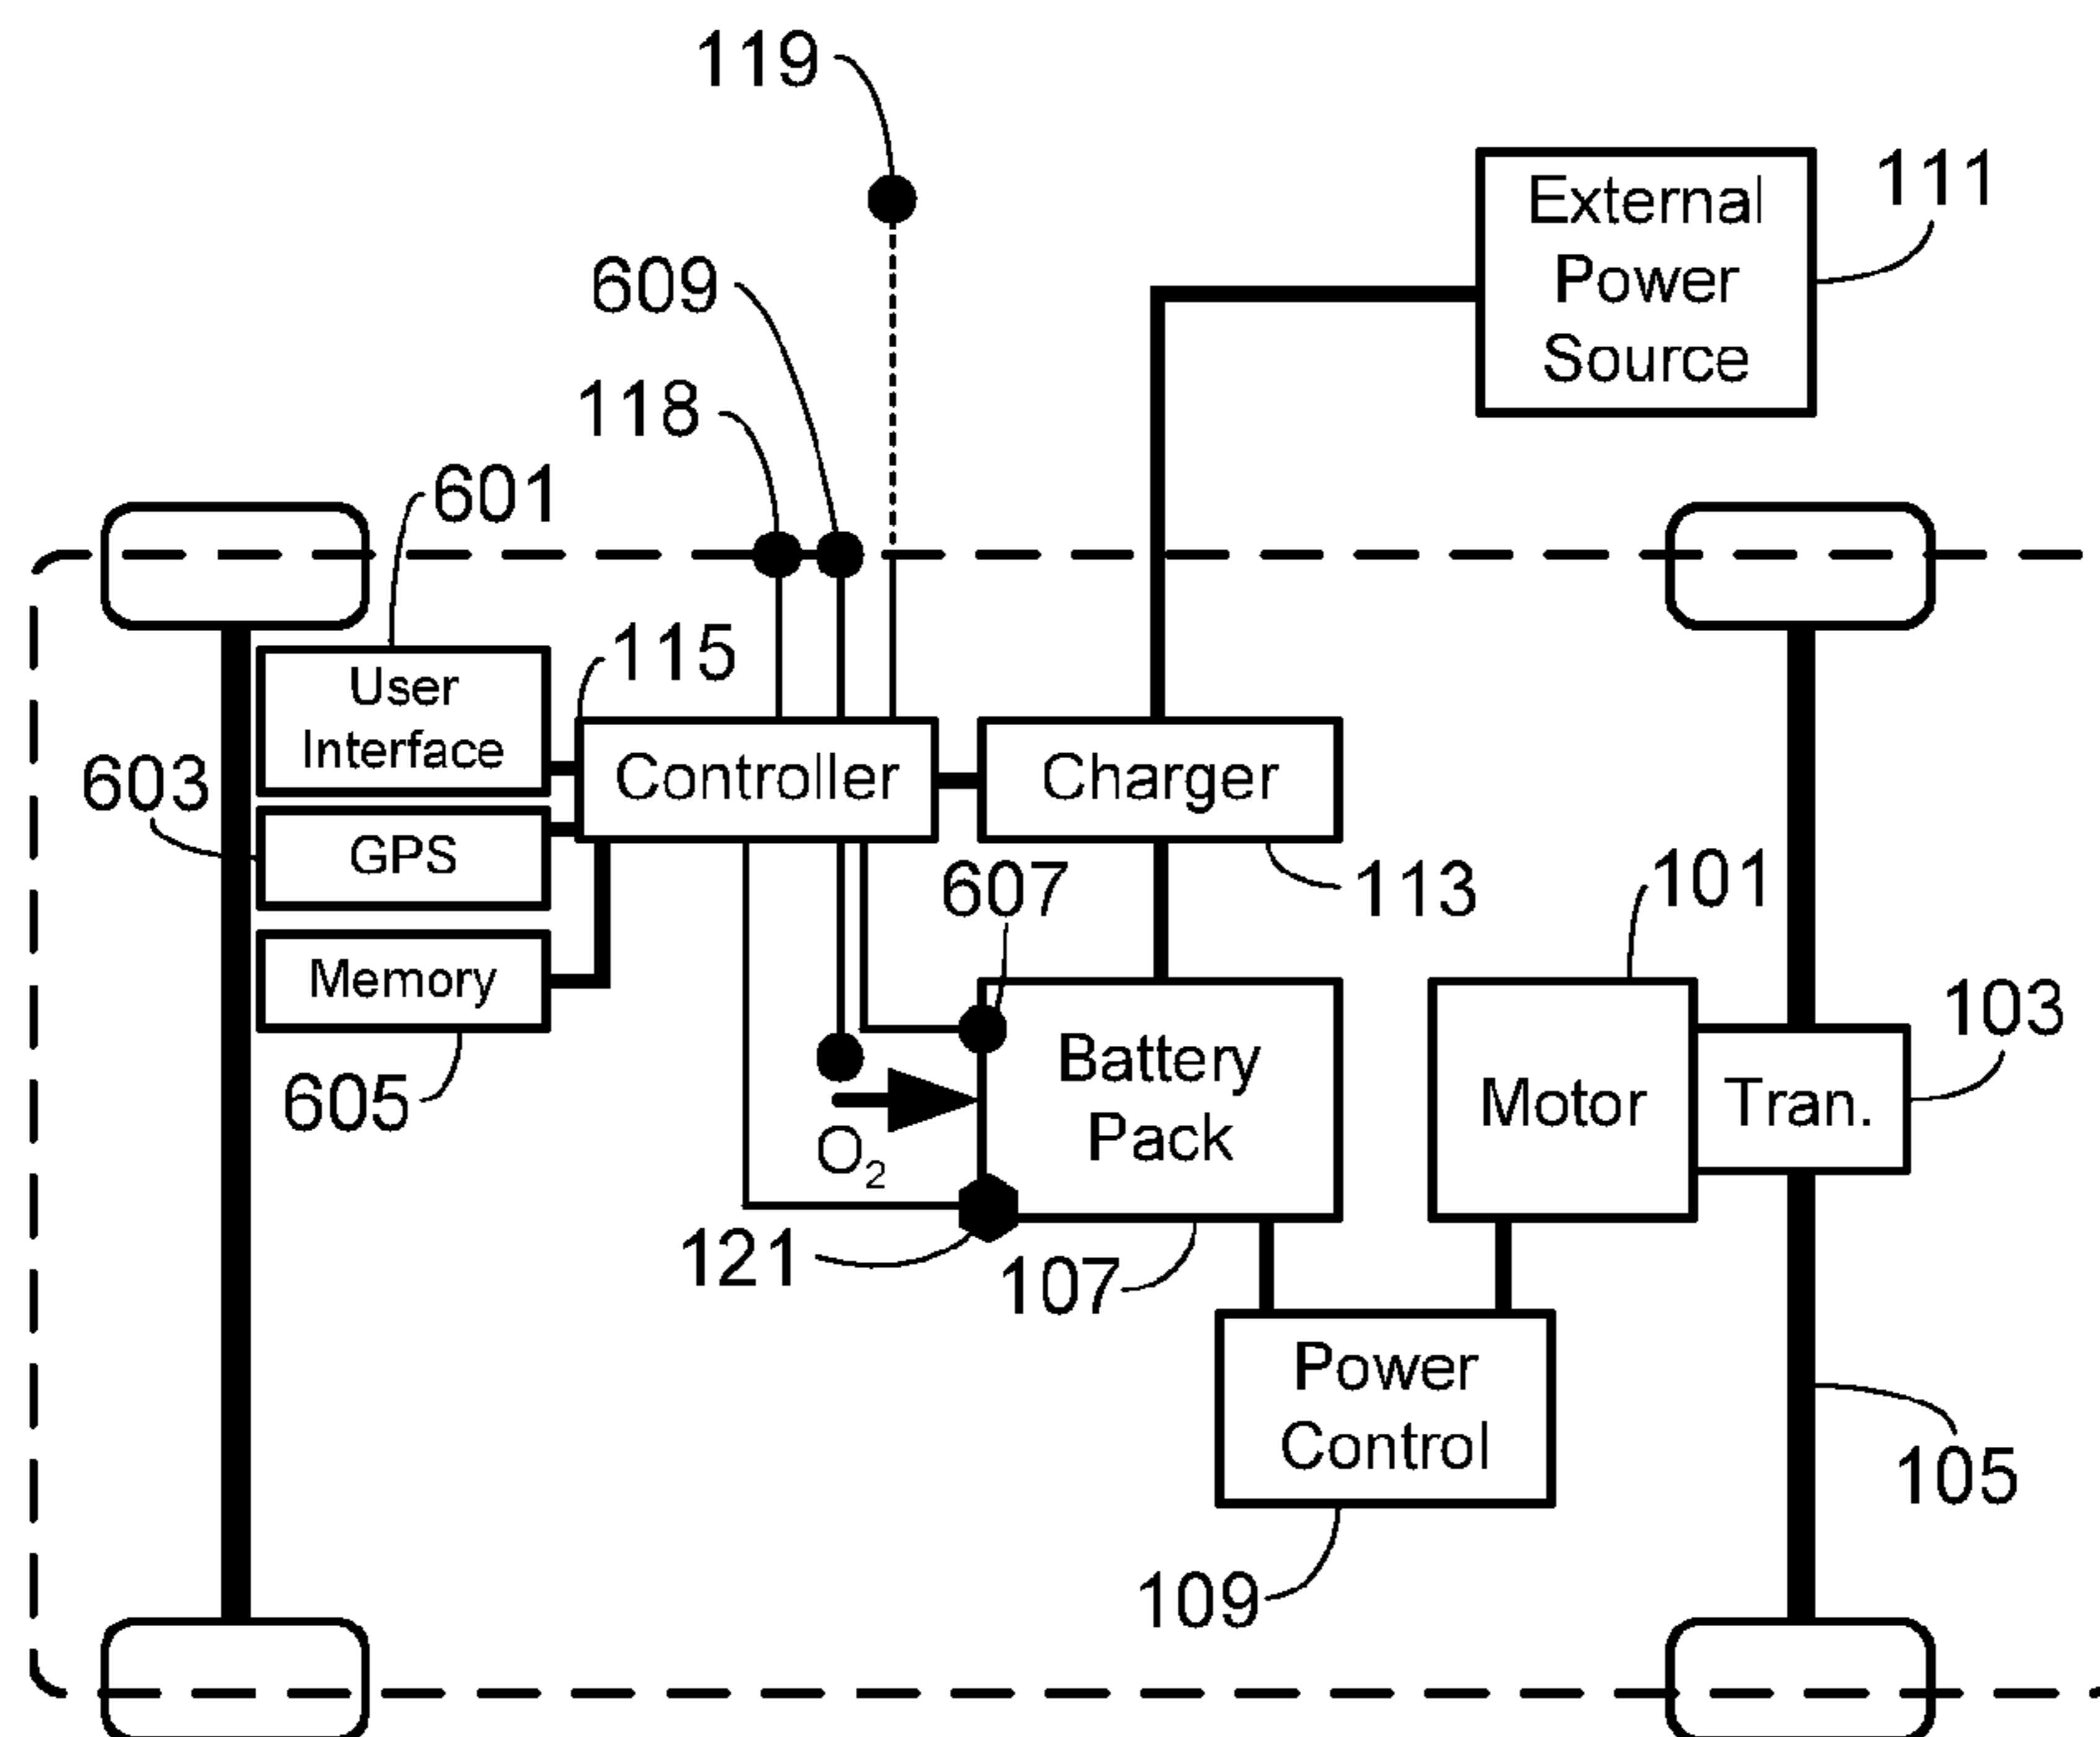 119
External
Power
Source
111
609
118
601
User
Interface
115
603
Controller
Charger
GPS
607
113
101
Memory
103
605
Battery
Pack
Motor
Tran.
O₂
121
107
Power
Control
105
109